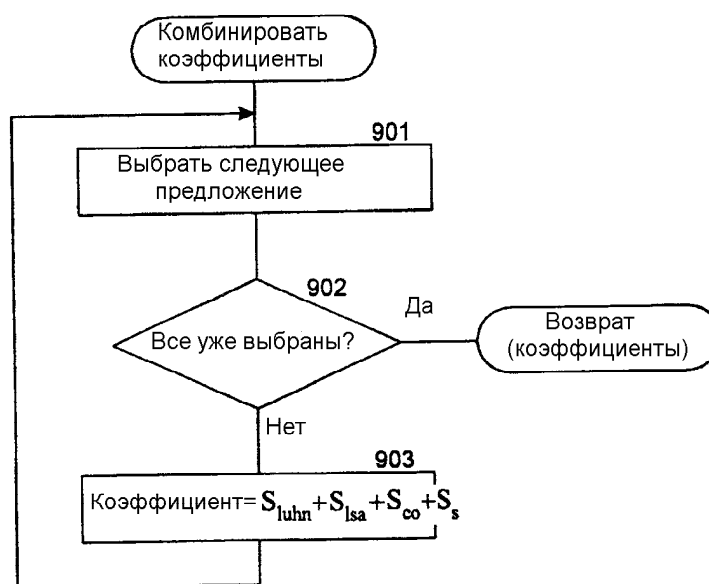 Комбинировать
коэффициенты
901
Выбрать следующее
предложение
902
Все уже выбраны?
Да
Возврат
(коэффициенты)
Нет
903
Коэффициент= S_luhn+S_lsa+S_co+S_s